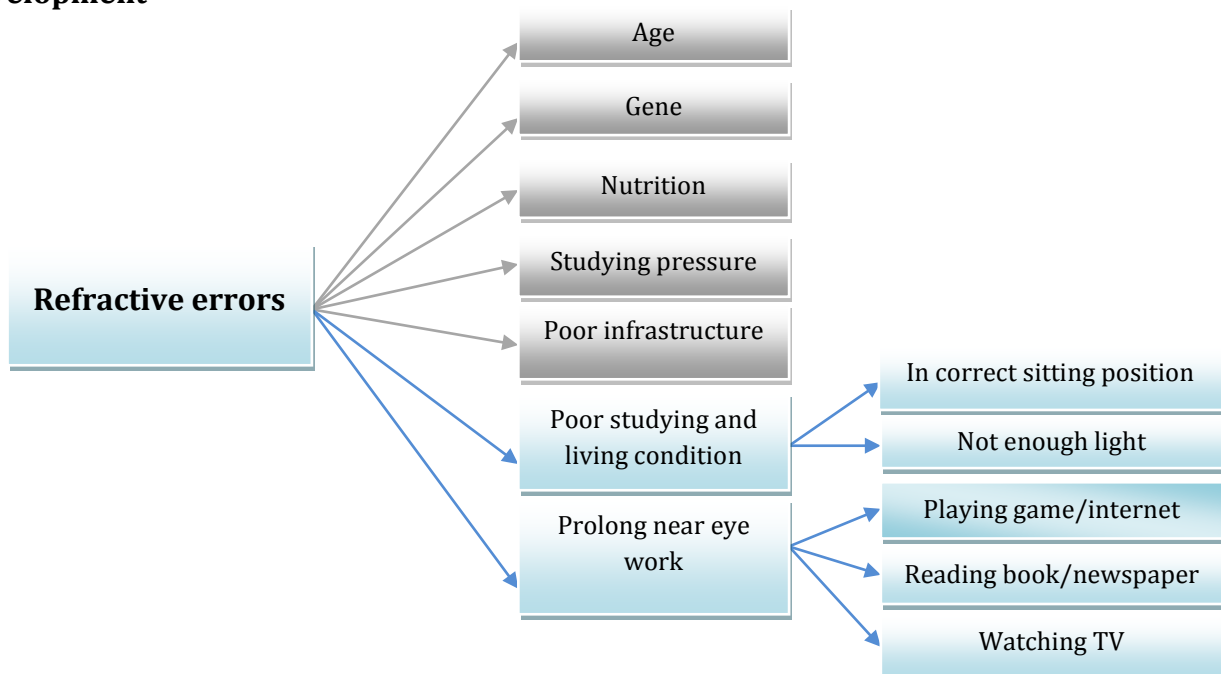 Age
Gene
Nutrition
Studying pressure
Poor infrastructure
Refractive errors
Poor studying and
living condition
Prolong near eye
work
In correct sitting position
Not enough light
Playing game/internet
Reading book/newspaper
Watching TV